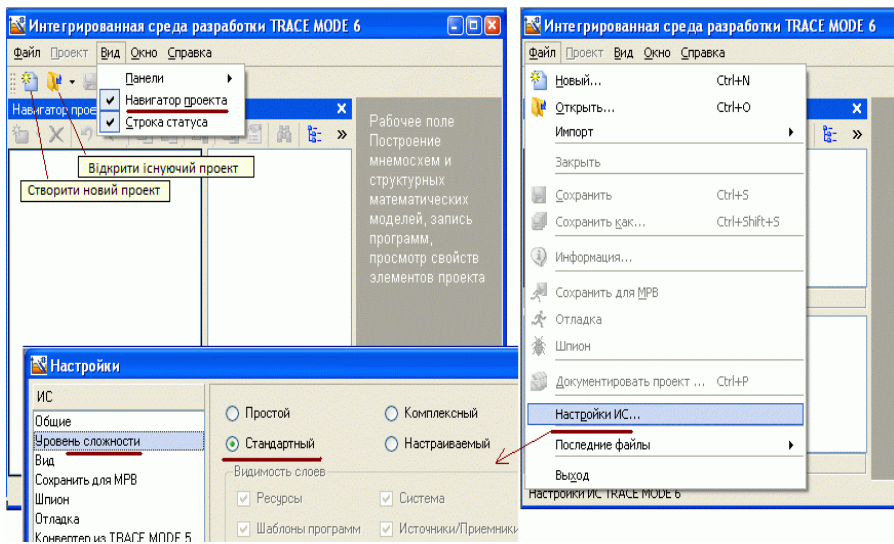 Интегрированная среда разработки TRACE MODE 6
Файл Проект Вид Окно Справка
Панели
Навигатор проекта
Строка статуса
Навигатор прое
Відкрити існуючий проект
Створити новий проект
Рабочее поле
Построение
мнемосхем и
структурных
математических
моделей, запись
программ,
просмотр свойств
элементов проекта
Интегрированная среда разработки TRACE MODE 6
Файл Проект Вид Окно Справка
Новый... Ctrl+N
Открыть... Ctrl+O
Импорт
Закрыть
Сохранить Ctrl+S
Сохранить как... Ctrl+Shift+S
Информация...
Сохранить для МРВ
Отладка
Шпион
Документировать проект ... Ctrl+P
Настройки ИС...
Последние файлы
Выход
Настройки ИС TRACE MODE 6
Настройки
ИС
Общие
Уровень сложности
Вид
Сохранить для МРВ
Шпион
Отладка
Конвертер из TRACE MODE 5
Простой Комплексный
Стандартный Настраиваемый
Видимость слоев
Ресурсы Система
Шаблоны программ Источники/Приемники